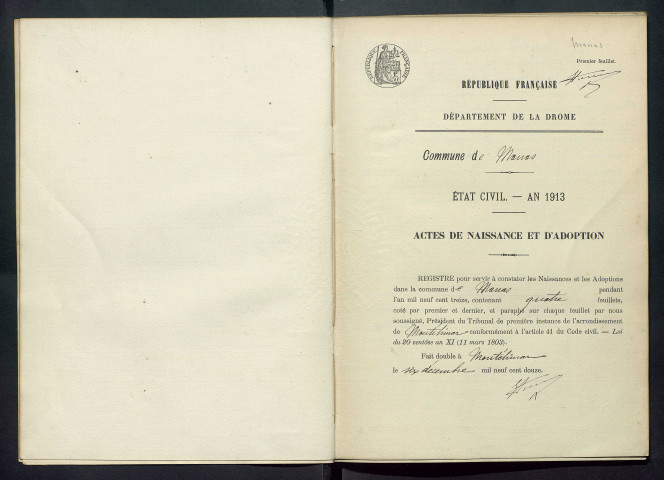 Manas
Premier feuillet.
RÉPUBLIQUE FRANÇAISE
DÉPARTEMENT DE LA DROME
Commune de Manas
ÉTAT CIVIL. — AN 1913
ACTES DE NAISSANCE ET D'ADOPTION
REGISTRE pour servir à constater les Naissances et les Adoptions
dans la commune de Manas pendant
l'an mil neuf cent treize, contenant quatre feuillets,
coté par premier et dernier, et paraphé sur chaque feuillet par nous
soussigné, Président du Tribunal de première instance de l'arrondissement
de Montélimar conformément à l'article 41 du Code civil. — Loi
du 20 ventôse an XI (11 mars 1803).
Fait double à Montélimar
le six décembre mil neuf cent douze.